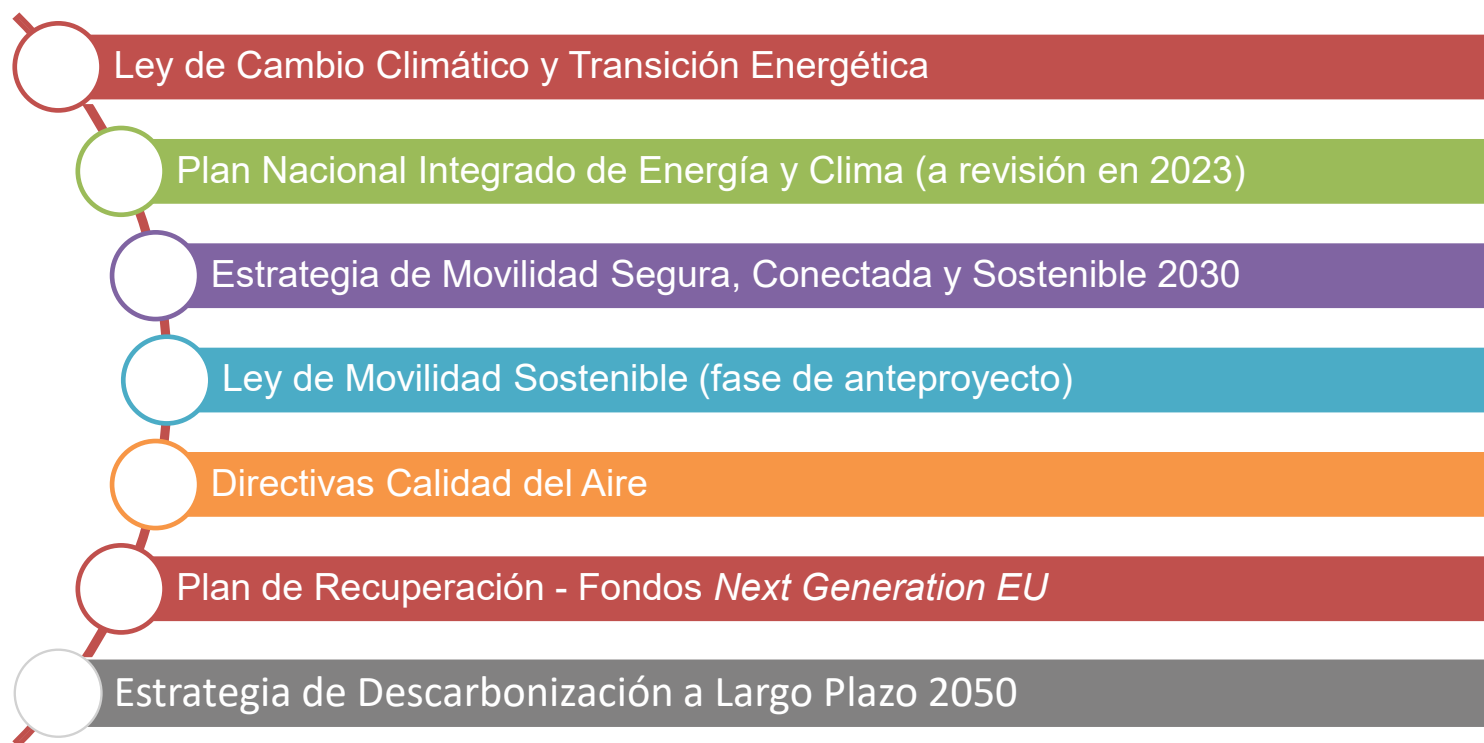 Ley de Cambio Climático y Transición Energética
Plan Nacional Integrado de Energía y Clima (a revisión en 2023)
Estrategia de Movilidad Segura, Conectada y Sostenible 2030
Ley de Movilidad Sostenible (fase de anteproyecto)
Directivas Calidad del Aire
Plan de Recuperación - Fondos Next Generation EU
Estrategia de Descarbonización a Largo Plazo 2050